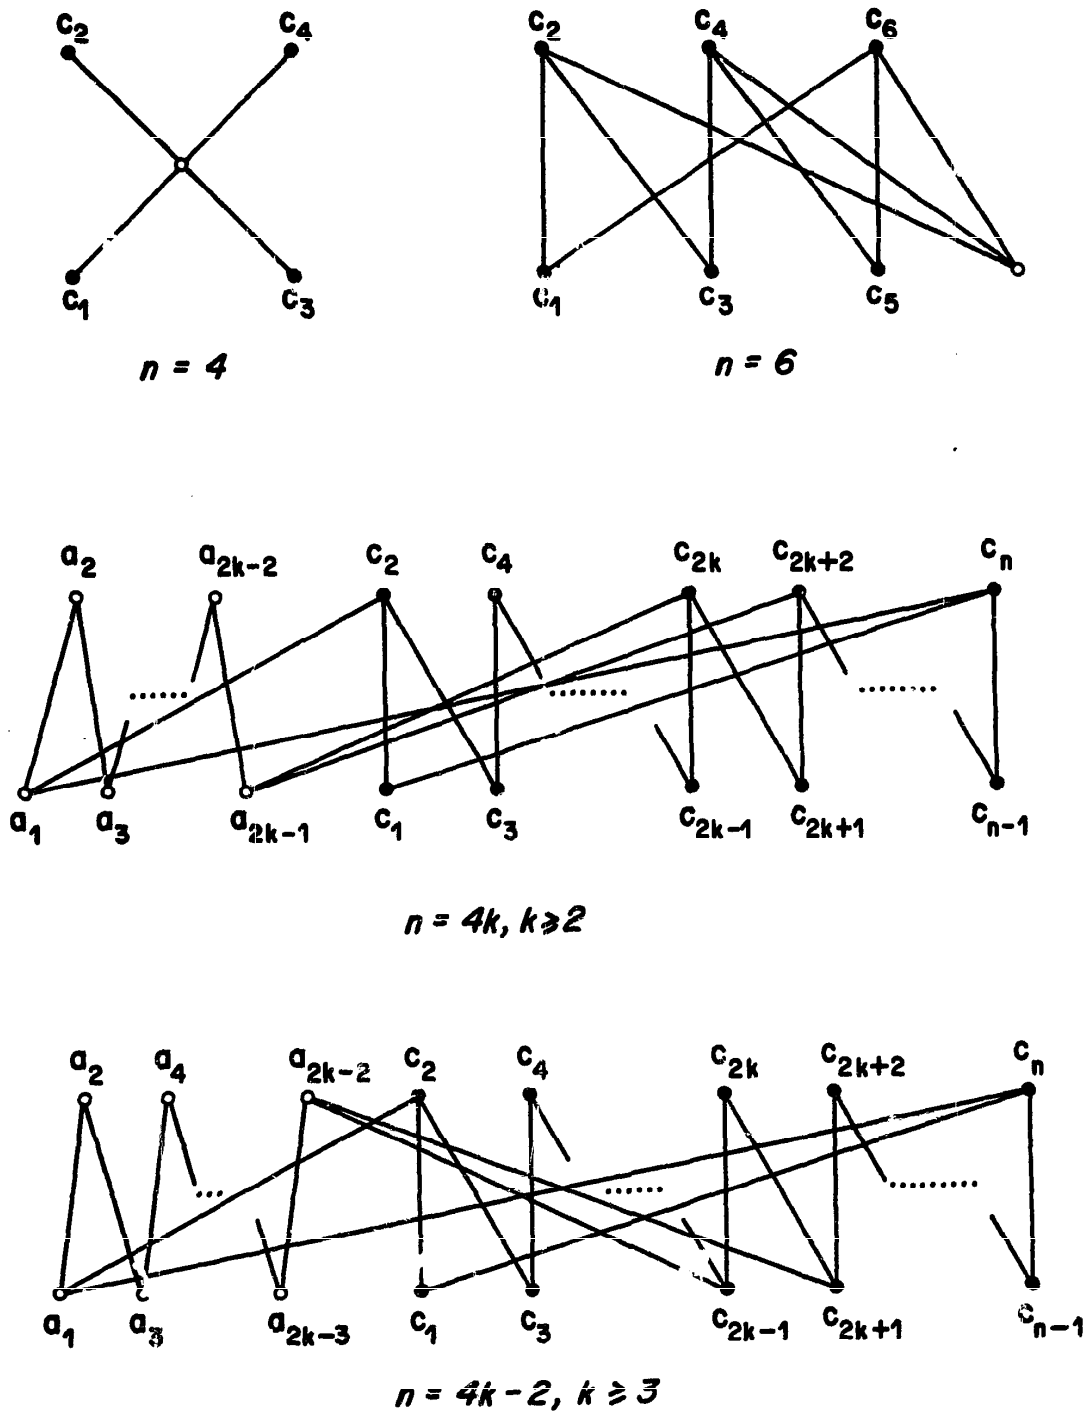 c₂ c₄ c₂ c₄ c₆
c₁ c₃ c₁ c₃ c₅
n = 4 n = 6
a₂ a₂ₖ₋₂ c₂ c₄ c₂ₖ c₂ₖ₊₂ cₙ
a₁ a₃ a₂ₖ₋₁ c₁ c₃ c₂ₖ₋₁ c₂ₖ₊₁ cₙ₋₁
n = 4k, k ⩾ 2
a₂ a₄ a₂ₖ₋₂ c₂ c₄ c₂ₖ c₂ₖ₊₂ cₙ
a₁ a₃ a₂ₖ₋₃ c₁ c₃ c₂ₖ₋₁ c₂ₖ₊₁ cₙ₋₁
n = 4k - 2, k ⩾ 3